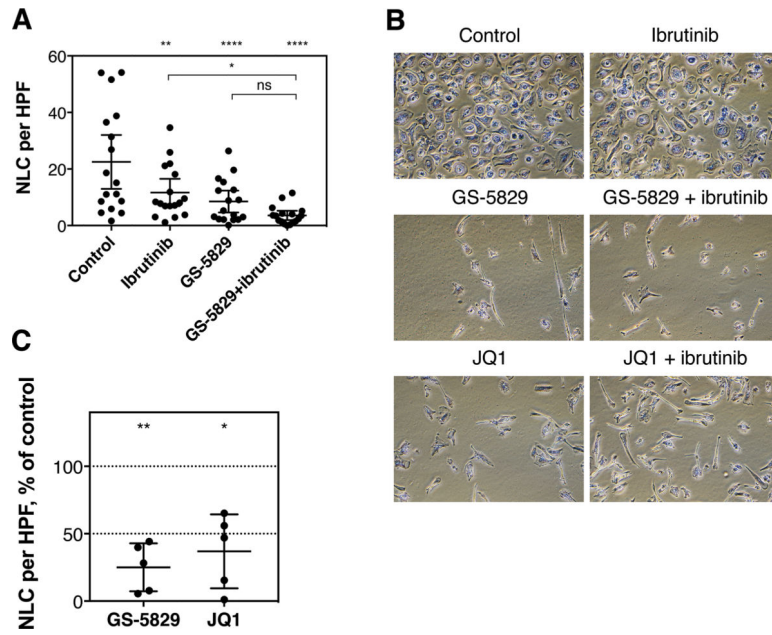 A
** **** ****
*
ns
60
40
20
0
NLC per HPF
Control
Ibrutinib
GS-5829
GS-5829+ibrutinib
B
Control Ibrutinib
GS-5829 GS-5829 + ibrutinib
JQ1 JQ1 + ibrutinib
C
** *
100
50
0
NLC per HPF, % of control
GS-5829 JQ1